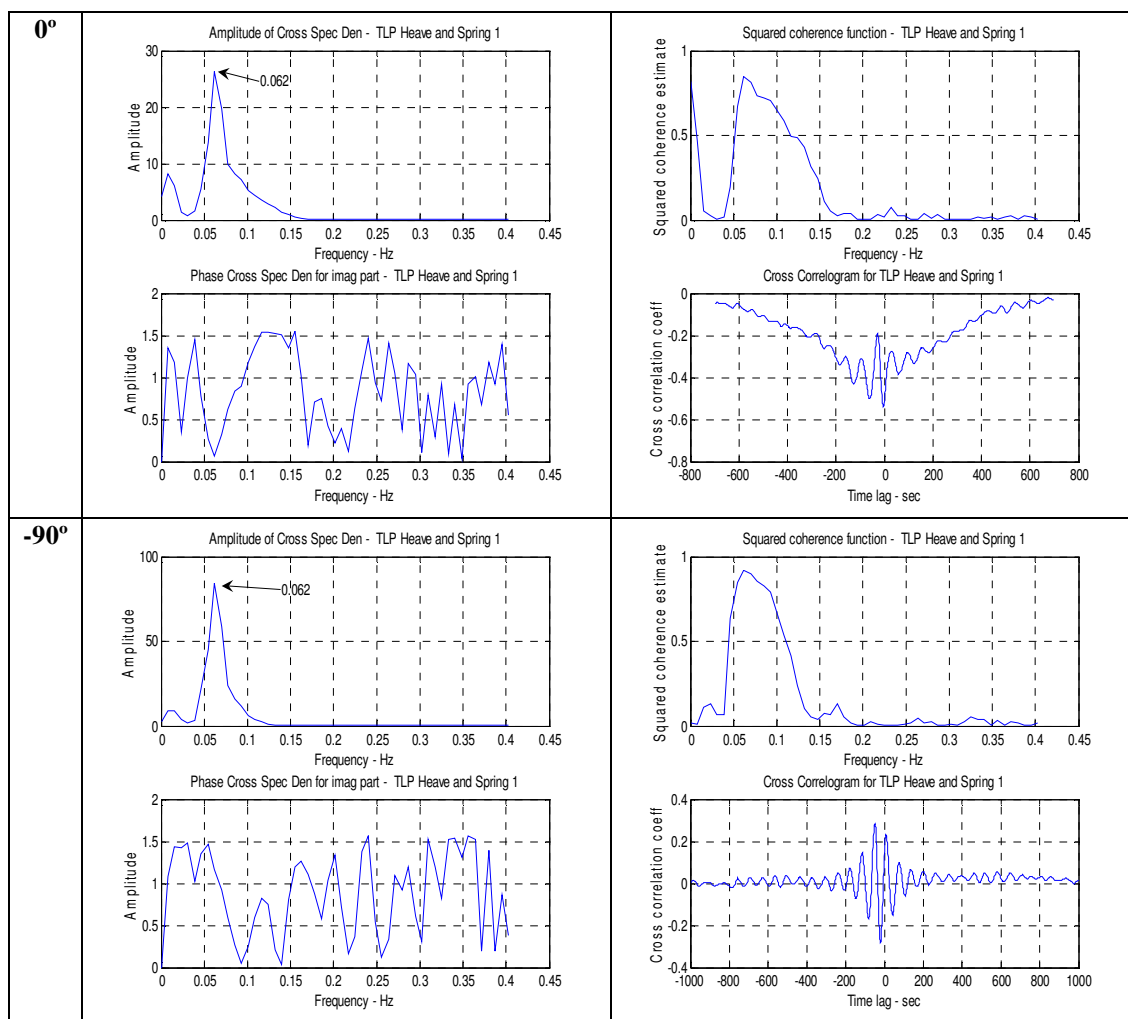 0º
Amplitude of Cross Spec Den - TLP Heave and Spring 1
30
20
10
0
Amplitude
0.062
0 0.05 0.1 0.15 0.2 0.25 0.3 0.35 0.4 0.45
Frequency - Hz
Squared coherence function - TLP Heave and Spring 1
1
0.5
0
Squared coherence estimate
0 0.05 0.1 0.15 0.2 0.25 0.3 0.35 0.4 0.45
Frequency - Hz
Phase Cross Spec Den for imag part - TLP Heave and Spring 1
2
1.5
1
0.5
0
Amplitude
0 0.05 0.1 0.15 0.2 0.25 0.3 0.35 0.4 0.45
Frequency - Hz
Cross Correlogram for TLP Heave and Spring 1
0
-0.2
-0.4
-0.6
-0.8
Cross correlation coeff
-800 -600 -400 -200 0 200 400 600 800
Time lag - sec
-90º
Amplitude of Cross Spec Den - TLP Heave and Spring 1
100
50
0
Amplitude
0.062
0 0.05 0.1 0.15 0.2 0.25 0.3 0.35 0.4 0.45
Frequency - Hz
Squared coherence function - TLP Heave and Spring 1
1
0.5
0
Squared coherence estimate
0 0.05 0.1 0.15 0.2 0.25 0.3 0.35 0.4 0.45
Frequency - Hz
Phase Cross Spec Den for imag part - TLP Heave and Spring 1
2
1.5
1
0.5
0
Amplitude
0 0.05 0.1 0.15 0.2 0.25 0.3 0.35 0.4 0.45
Frequency - Hz
Cross Correlogram for TLP Heave and Spring 1
0.4
0.2
0
-0.2
-0.4
Cross correlation coeff
-1000 -800 -600 -400 -200 0 200 400 600 800 1000
Time lag - sec